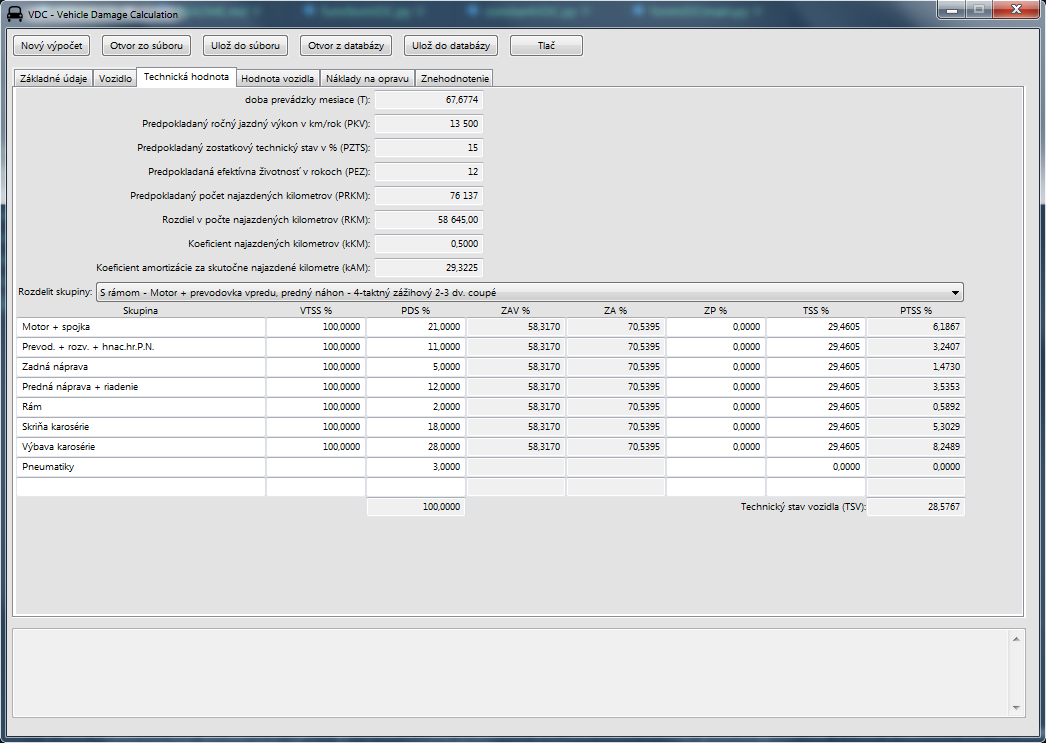 VDC - Vehicle Damage Calculation
Nový výpočet Otvor zo súboru Ulož do súboru Otvor z databázy Ulož do databázy Tlač
Základné údaje Vozidlo Technická hodnota Hodnota vozidla Náklady na opravu Znehodnotenie
doba prevádzky mesiace (T): 67,6774
Predpokladaný ročný jazdný výkon v km/rok (PKV): 13 500
Predpokladaný zostatkový technický stav v % (PZTS): 15
Predpokladaná efektívna životnosť v rokoch (PEZ): 12
Predpokladaný počet najazdených kilometrov (PRKM): 76 137
Rozdiel v počte najazdených kilometrov (RKM): 58 645,00
Koeficient najazdených kilometrov (kKM): 0,5000
Koeficient amortizácie za skutočne najazdené kilometre (kAM): 29,3225
Rozdeliť skupiny: S rámom - Motor + prevodovka vpredu, predný náhon - 4-taktný zážihový 2-3 dv. coupé
Skupina VTSS % PDS % ZAV % ZA % ZP % TSS % PTSS %
Motor + spojka 100,0000 21,0000 58,3170 70,5395 0,0000 29,4605 6,1867
Prevod. + rozv. + hnac.hr.P.N. 100,0000 11,0000 58,3170 70,5395 0,0000 29,4605 3,2407
Zadná náprava 100,0000 5,0000 58,3170 70,5395 0,0000 29,4605 1,4730
Predná náprava + riadenie 100,0000 12,0000 58,3170 70,5395 0,0000 29,4605 3,5353
Rám 100,0000 2,0000 58,3170 70,5395 0,0000 29,4605 0,5892
Skriňa karosérie 100,0000 18,0000 58,3170 70,5395 0,0000 29,4605 5,3029
Výbava karosérie 100,0000 28,0000 58,3170 70,5395 0,0000 29,4605 8,2489
Pneumatiky 3,0000 0,0000 0,0000
100,0000 Technický stav vozidla (TSV): 28,5767